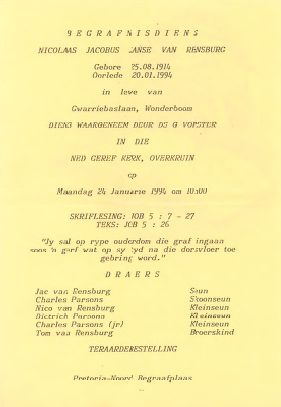 BEGRAFNISDIENS
NICOLAAS JACOBUS JANSE VAN RENSBURG
Gebore 25.08.1914
Oorlede 20.01.1994
in lewe van
Gwarriebaslaan, Wonderboom
DIENS WAARGENEEM DEUR DS G VORSTER
IN DIE
NED GEREF KERK, OVERKRUIN
op
Maandag 24 Januarie 1994 om 10:00
SKRIFLESING: JOB 5 : 7 - 27
TEKS: JOB 5 : 26
"Jy sal op rype ouderdom die graf ingaan
soos 'n gerf wat op sy tyd na die dorsvloer toe
gebring word."
DRAERS
Jac van Rensburg Seun
Charles Parsons Skoonseun
Nico van Rensburg Kleinseun
Dietrich Parsons Kleinseun
Charles Parsons (jr) Kleinseun
Tom van Rensburg Broerskind
TERAARDEBESTELLING
Pretoria-Noord Begraafplaas